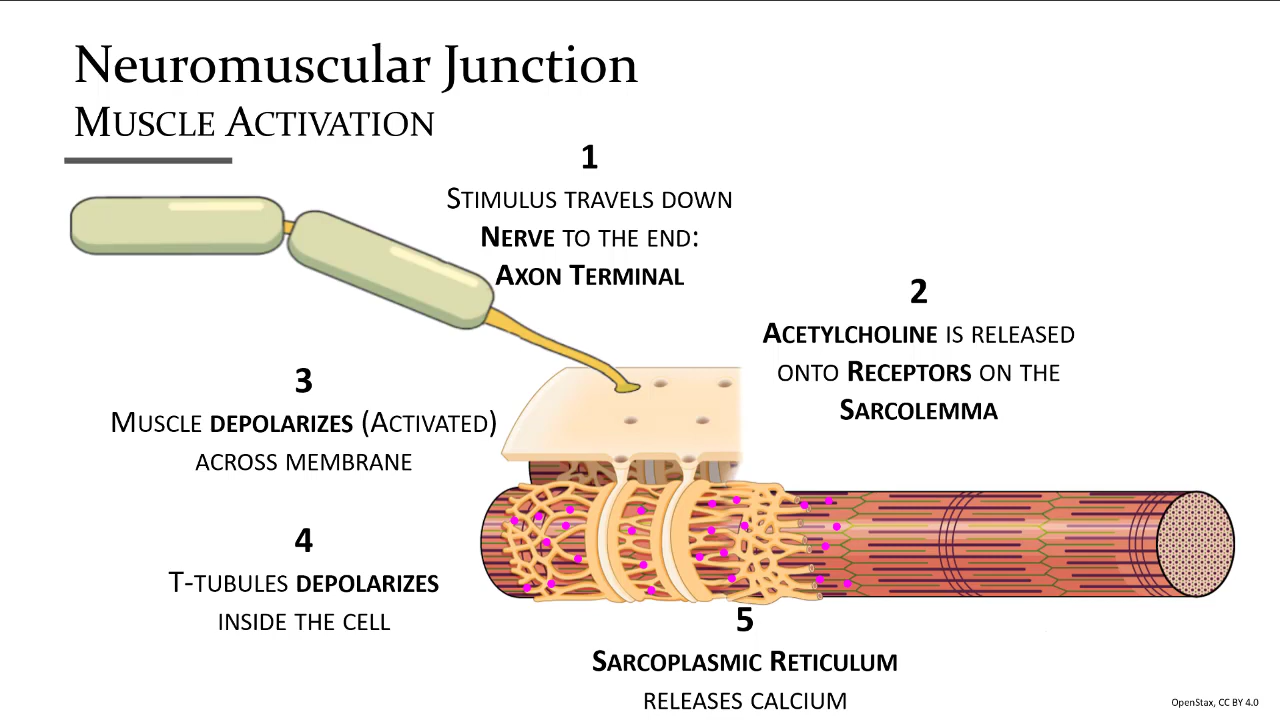 Neuromuscular Junction
Muscle Activation
1
Stimulus travels down
Nerve to the end:
Axon Terminal
2
Acetylcholine is released
onto Receptors on the
Sarcolemma
3
Muscle depolarizes (Activated)
across membrane
4
T-tubules depolarizes
inside the cell
5
Sarcoplasmic Reticulum
releases calcium
OpenStax, CC BY 4.0